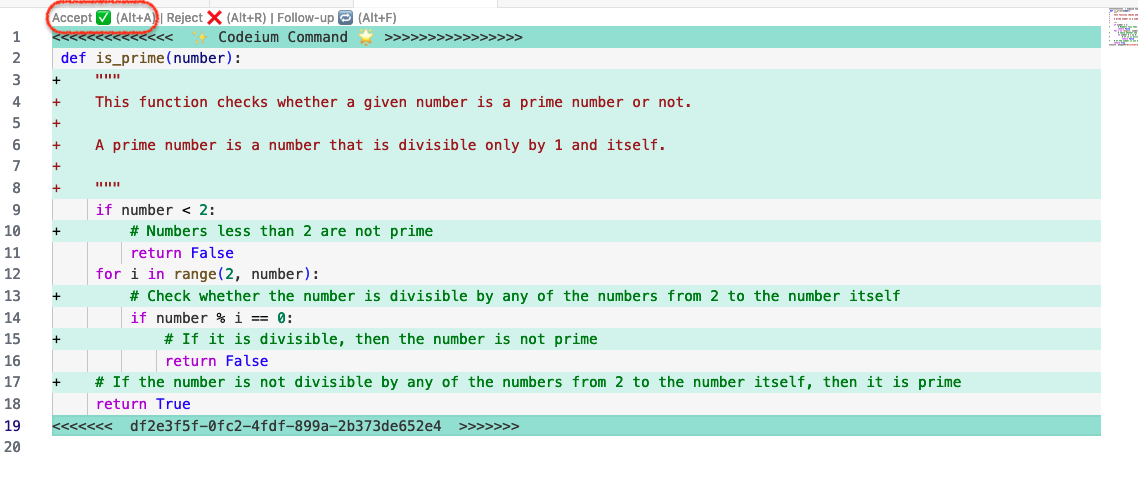 Accept ✅ (Alt+A) | Reject ❌ (Alt+R) | Follow-up 🔁 (Alt+F)
1 <<<<<<<<<<<<<< ✨ Codeium Command 🌟 >>>>>>>>>>>>>>>>
2 def is_prime(number):
3 + """
4 + This function checks whether a given number is a prime number or not.
5 +
6 + A prime number is a number that is divisible only by 1 and itself.
7 +
8 + """
9 if number < 2:
10 + # Numbers less than 2 are not prime
11 return False
12 for i in range(2, number):
13 + # Check whether the number is divisible by any of the numbers from 2 to the number itself
14 if number % i == 0:
15 + # If it is divisible, then the number is not prime
16 return False
17 + # If the number is not divisible by any of the numbers from 2 to the number itself, then it is prime
18 return True
19 <<<<<<< df2e3f5f-0fc2-4fdf-899a-2b373de652e4 >>>>>>>
20